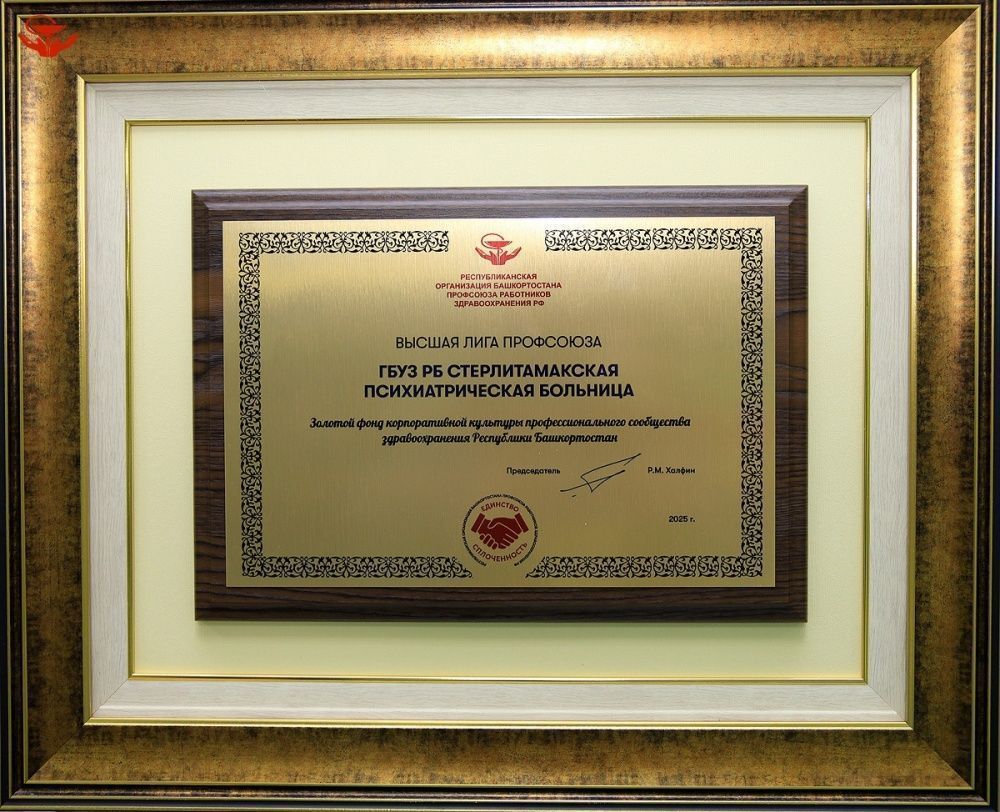 РЕСПУБЛИКАНСКАЯ
ОРГАНИЗАЦИЯ БАШКОРТОСТАНА
ПРОФСОЮЗА РАБОТНИКОВ
ЗДРАВООХРАНЕНИЯ РФ
ВЫСШАЯ ЛИГА ПРОФСОЮЗА
ГБУЗ РБ СТЕРЛИТАМАКСКАЯ
ПСИХИАТРИЧЕСКАЯ БОЛЬНИЦА
Золотой фонд корпоративной культуры профессионального сообщества
здравоохранения Республики Башкортостан
Председатель Р.М. Халфин
ЕДИНСТВО
СПЛОЧЕННОСТЬ
2025 г.